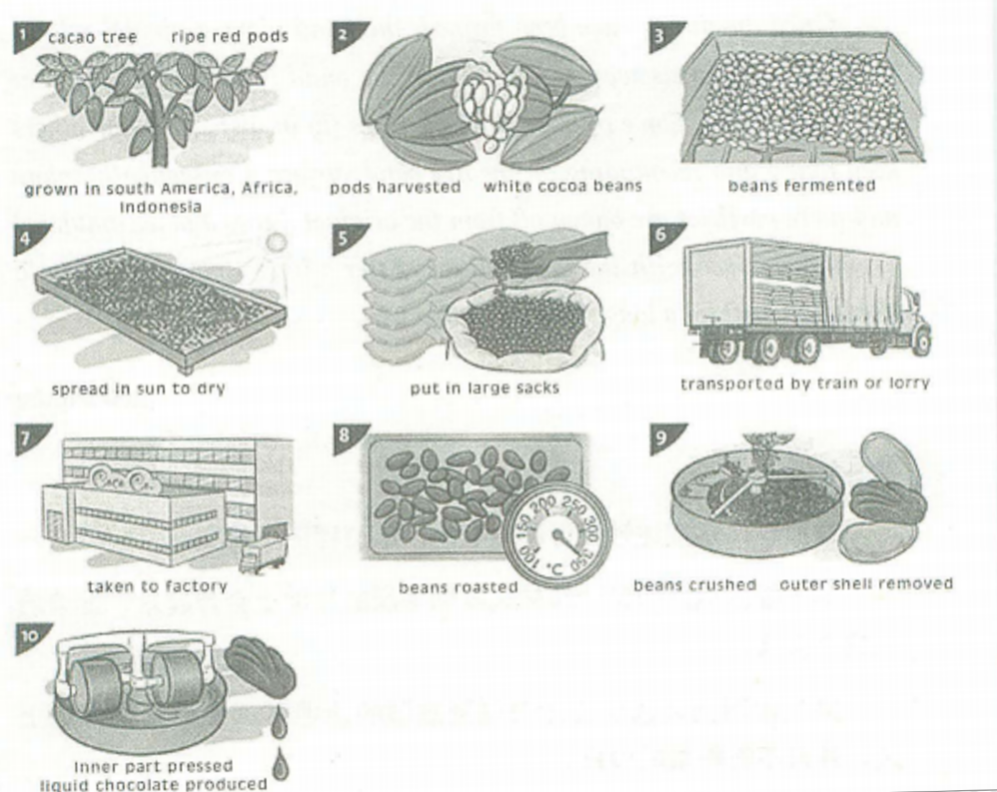 1
cacao tree ripe red pods
grown in south America, Africa,
Indonesia
2
pods harvested white cocoa beans
3
beans fermented
4
spread in sun to dry
5
put in large sacks
6
transported by train or lorry
7
taken to factory
8
100 150 200 250 300 350
°C
beans roasted
9
beans crushed outer shell removed
10
Inner part pressed
liquid chocolate produced